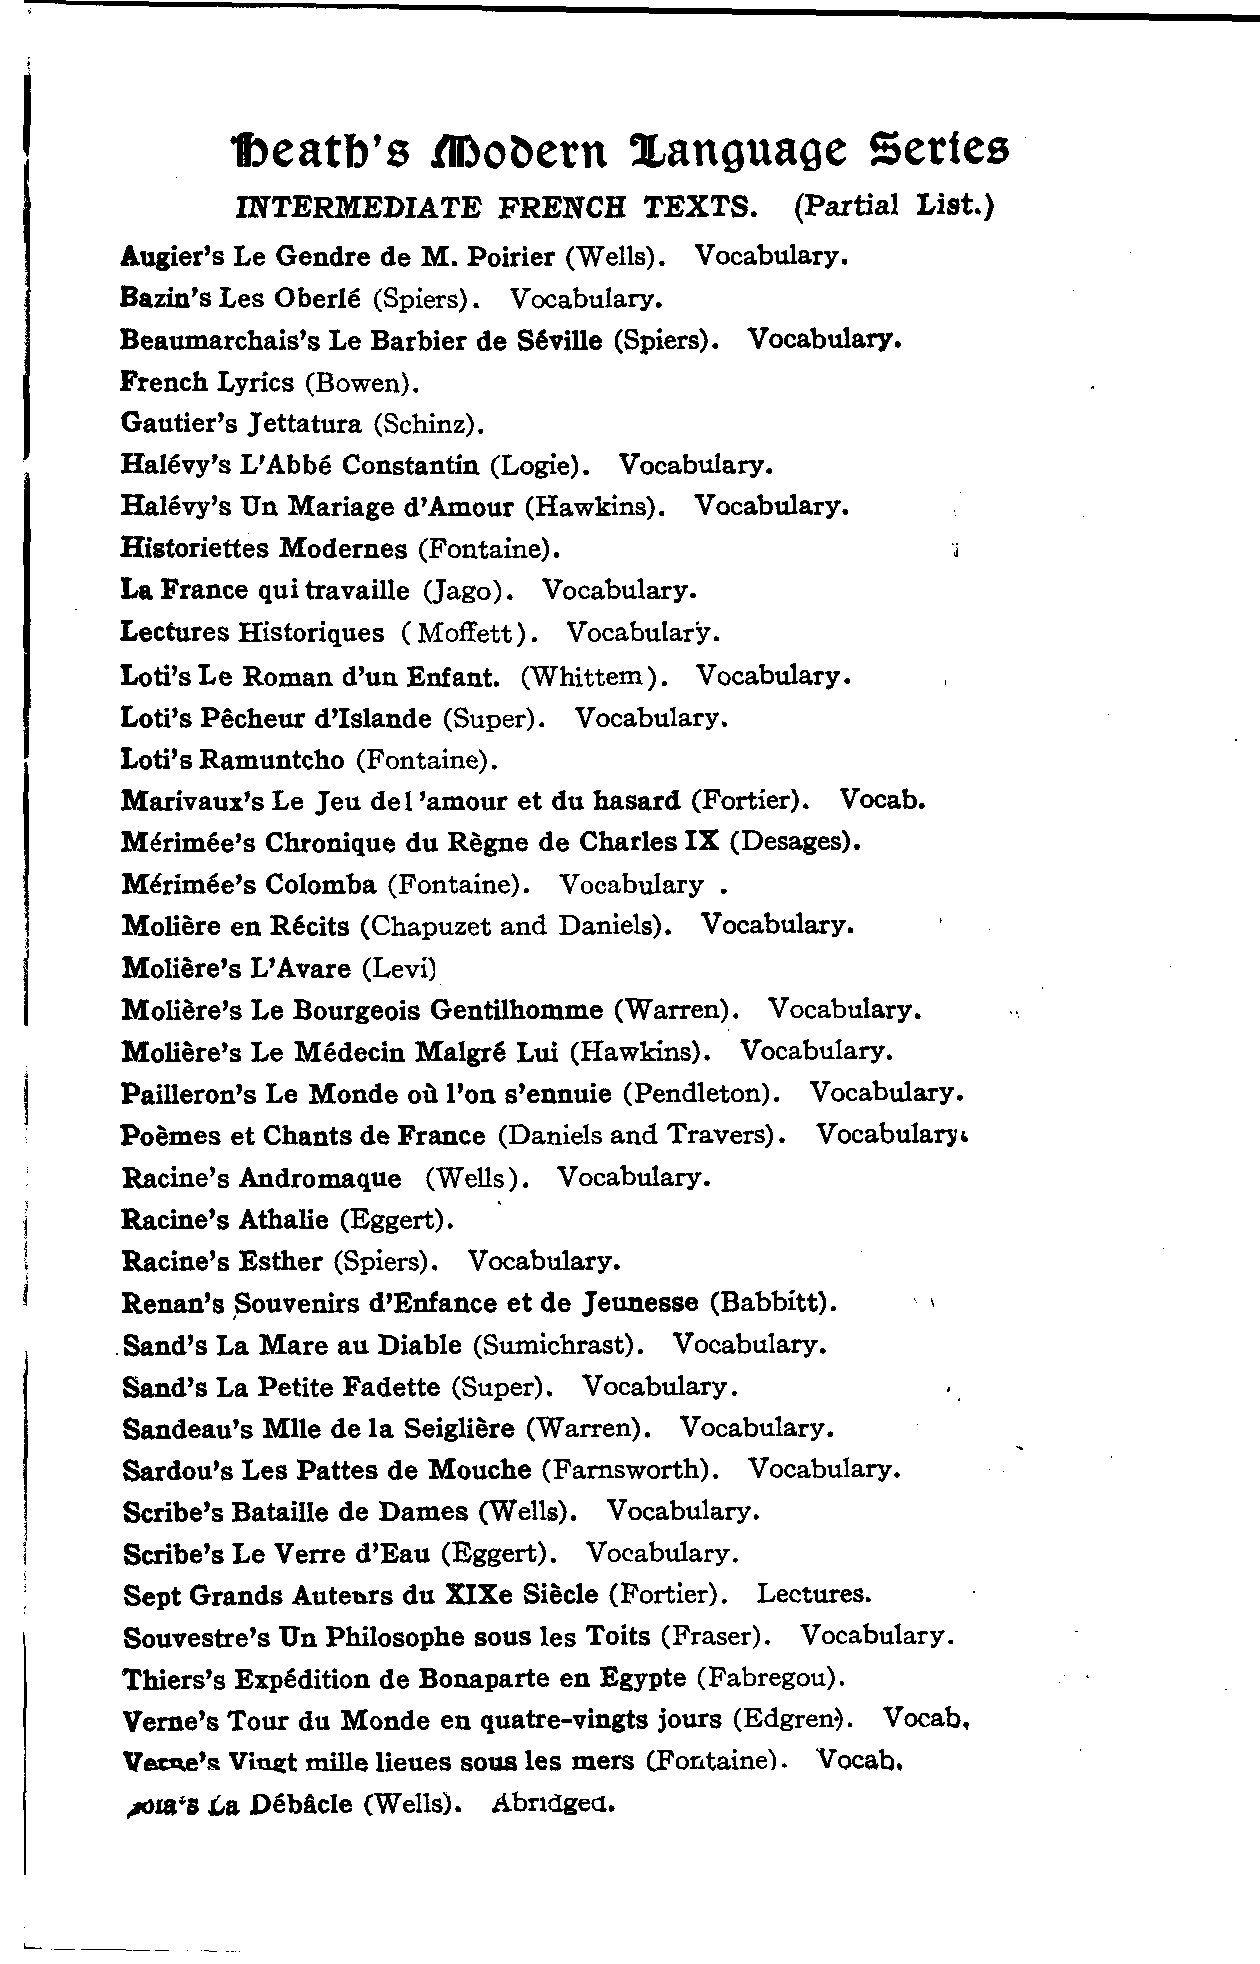 Heath's Modern Language Series
INTERMEDIATE FRENCH TEXTS. (Partial List.)
Augier's Le Gendre de M. Poirier (Wells). Vocabulary.
Bazin's Les Oberlé (Spiers). Vocabulary.
Beaumarchais's Le Barbier de Séville (Spiers). Vocabulary.
French Lyrics (Bowen).
Gautier's Jettatura (Schinz).
Halévy's L'Abbé Constantin (Logie). Vocabulary.
Halévy's Un Mariage d'Amour (Hawkins). Vocabulary.
Historiettes Modernes (Fontaine).
La France qui travaille (Jago). Vocabulary.
Lectures Historiques (Moffett). Vocabulary.
Loti's Le Roman d'un Enfant. (Whittem). Vocabulary.
Loti's Pêcheur d'Islande (Super). Vocabulary.
Loti's Ramuntcho (Fontaine).
Marivaux's Le Jeu de l'amour et du hasard (Fortier). Vocab.
Mérimée's Chronique du Règne de Charles IX (Desages).
Mérimée's Colomba (Fontaine). Vocabulary.
Molière en Récits (Chapuzet and Daniels). Vocabulary.
Molière's L'Avare (Levi)
Molière's Le Bourgeois Gentilhomme (Warren). Vocabulary.
Molière's Le Médecin Malgré Lui (Hawkins). Vocabulary.
Pailleron's Le Monde où l'on s'ennuie (Pendleton). Vocabulary.
Poèmes et Chants de France (Daniels and Travers). Vocabulary.
Racine's Andromaque (Wells). Vocabulary.
Racine's Athalie (Eggert).
Racine's Esther (Spiers). Vocabulary.
Renan's Souvenirs d'Enfance et de Jeunesse (Babbitt).
Sand's La Mare au Diable (Sumichrast). Vocabulary.
Sand's La Petite Fadette (Super). Vocabulary.
Sandeau's Mlle de la Seiglière (Warren). Vocabulary.
Sardou's Les Pattes de Mouche (Farnsworth). Vocabulary.
Scribe's Bataille de Dames (Wells). Vocabulary.
Scribe's Le Verre d'Eau (Eggert). Vocabulary.
Sept Grands Auteurs du XIXe Siècle (Fortier). Lectures.
Souvestre's Un Philosophe sous les Toits (Fraser). Vocabulary.
Thiers's Expédition de Bonaparte en Egypte (Fabregou).
Verne's Tour du Monde en quatre-vingts jours (Edgren). Vocab.
Verne's Vingt mille lieues sous les mers (Fontaine). Vocab.
Zola's La Débâcle (Wells). Abridged.